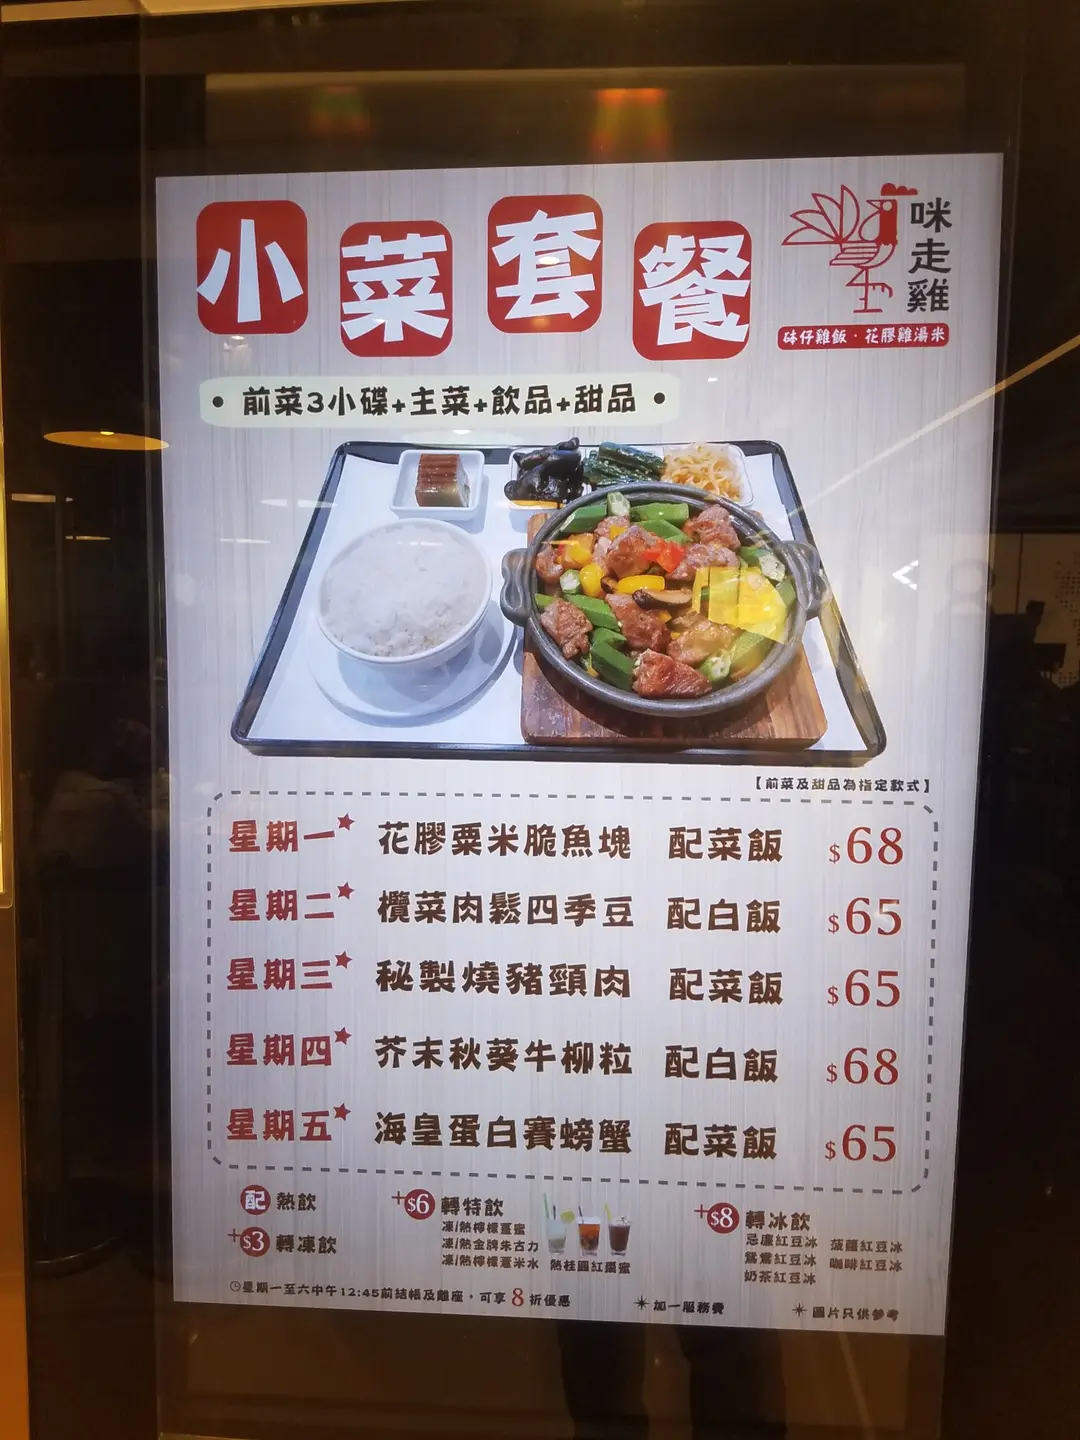 小菜套餐
咪走雞
砵仔雞飯・花膠雞湯米
• 前菜3小碟+主菜+飲品+甜品 •
【前菜及甜品為指定款式】
星期一★ 花膠粟米脆魚塊 配菜飯 $68
星期二★ 欖菜肉鬆四季豆 配白飯 $65
星期三★ 秘製燒豬頸肉 配菜飯 $65
星期四★ 芥末秋葵牛柳粒 配白飯 $68
星期五★ 海皇蛋白賽螃蟹 配菜飯 $65
配 熱飲
+$3 轉凍飲
+$6 轉特飲
凍/熱檸檬薑蜜
凍/熱金牌朱古力
凍/熱檸檬薏米水
熱桂圓紅棗蜜
+$8 轉冰飲
忌廉紅豆冰 菠蘿紅豆冰
鴛鴦紅豆冰 咖啡紅豆冰
奶茶紅豆冰
星期一至六中午12:45前結帳及離座，可享8折優惠
✳加一服務費
✳圖片只供參考